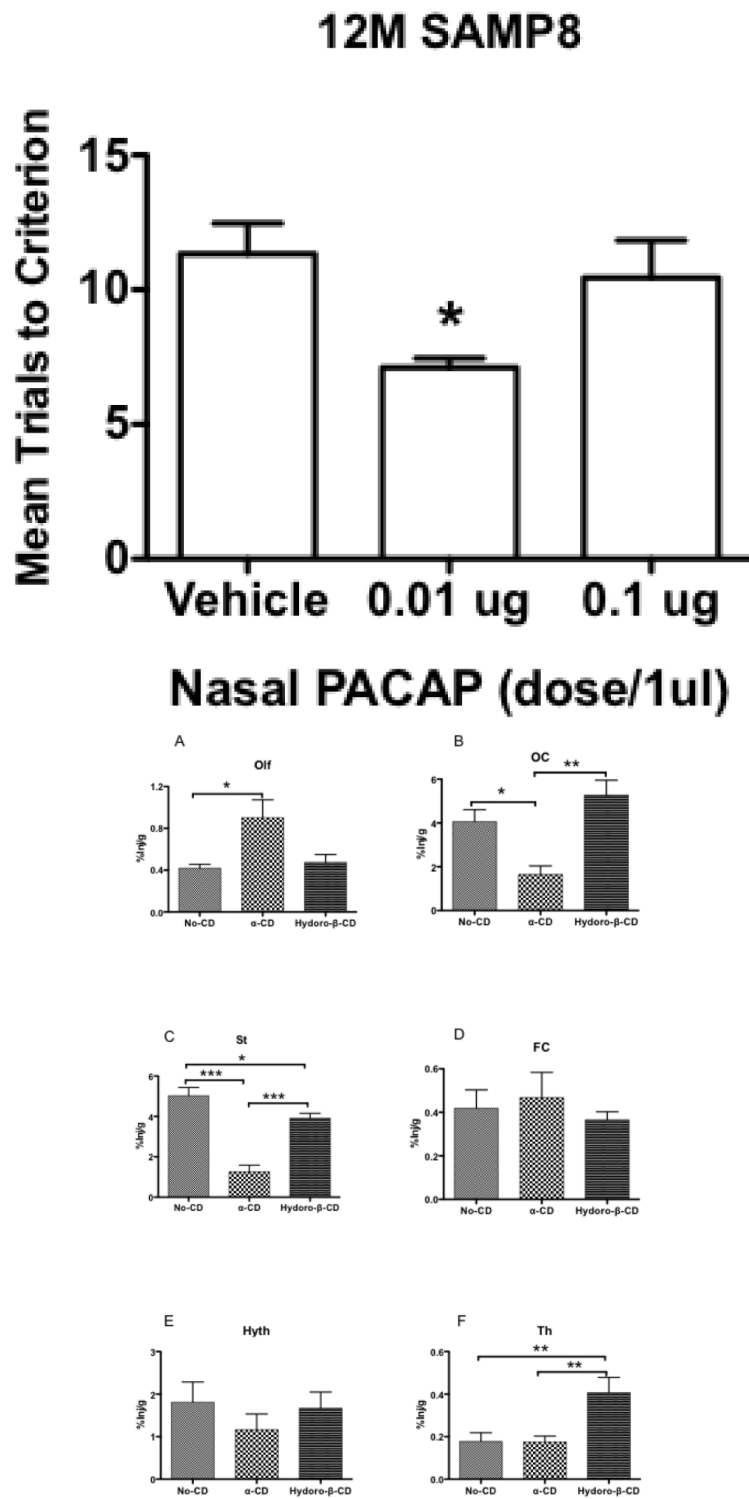 12M SAMP8
Mean Trials to Criterion
15
10
5
0
*
Vehicle 0.01 ug 0.1 ug
Nasal PACAP (dose/1ul)
A
Olf
%Inj/g
1.2
0.8
0.4
0.0
*
No-CD α-CD Hydoro-β-CD
B
OC
%Inj/g
6
4
2
0
* **
No-CD α-CD Hydoro-β-CD
C
St
%Inj/g
6
4
2
0
*
*** ***
No-CD α-CD Hydoro-β-CD
D
FC
%Inj/g
0.6
0.4
0.2
0.0
No-CD α-CD Hydoro-β-CD
E
Hyth
%Inj/g
3
2
1
0
No-CD α-CD Hydoro-β-CD
F
Th
%Inj/g
0.6
0.4
0.2
0.0
**
**
No-CD α-CD Hydoro-β-CD